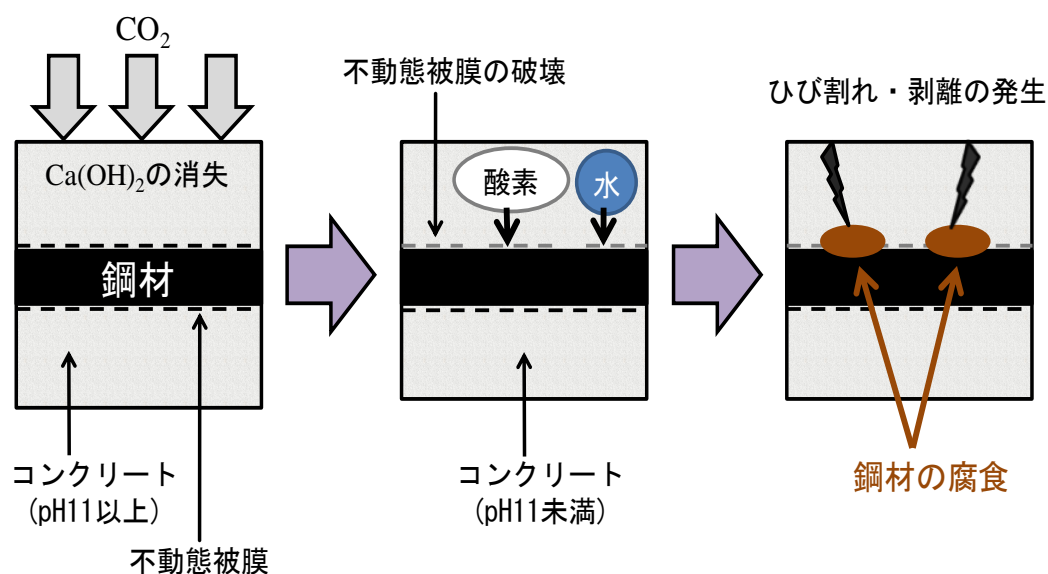 CO₂
Ca(OH)₂の消失
鋼材
コンクリート
(pH11以上)
不動態被膜
不動態被膜の破壊
酸素
水
コンクリート
(pH11未満)
ひび割れ・剥離の発生
鋼材の腐食